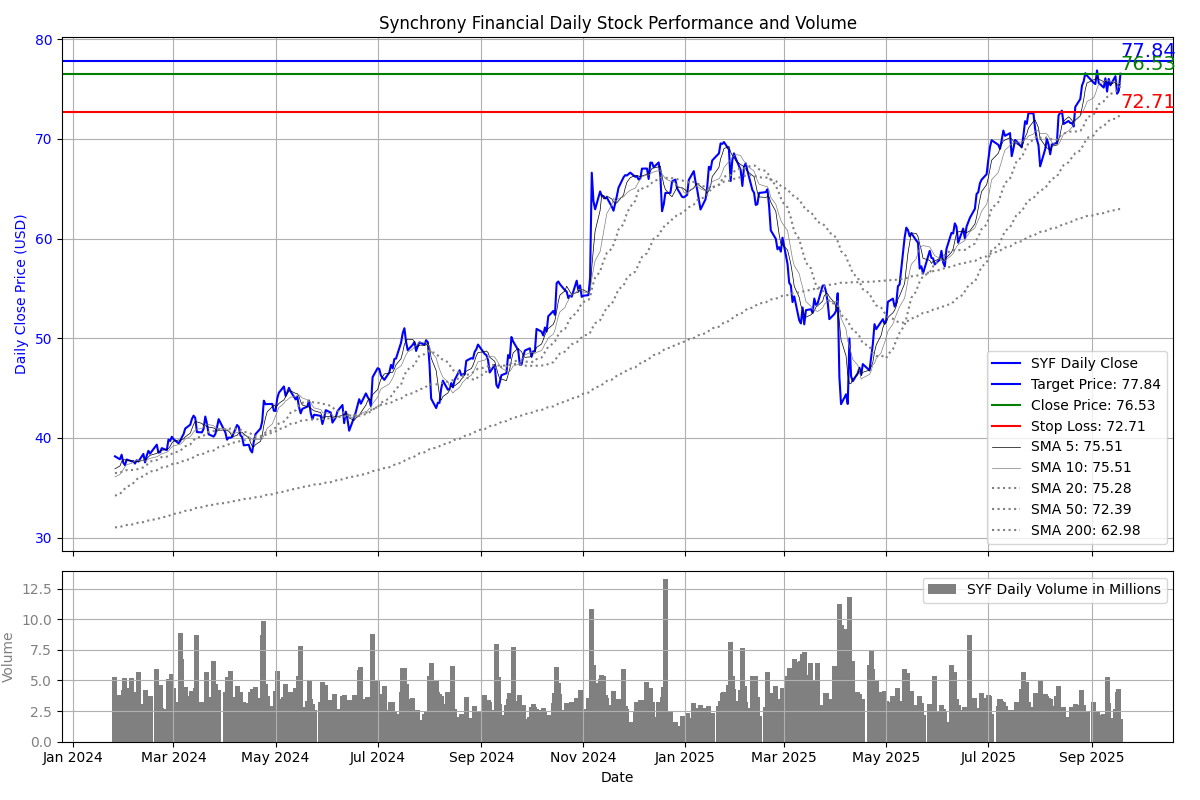 Synchrony Financial Daily Stock Performance and Volume
80
70
60
50
40
30
Daily Close Price (USD)
77.84
76.53
72.71
SYF Daily Close
Target Price: 77.84
Close Price: 76.53
Stop Loss: 72.71
SMA 5: 75.51
SMA 10: 75.51
SMA 20: 75.28
SMA 50: 72.39
SMA 200: 62.98
12.5
10.0
7.5
5.0
2.5
0.0
Volume
SYF Daily Volume in Millions
Jan 2024 Mar 2024 May 2024 Jul 2024 Sep 2024 Nov 2024 Jan 2025 Mar 2025 May 2025 Jul 2025 Sep 2025
Date